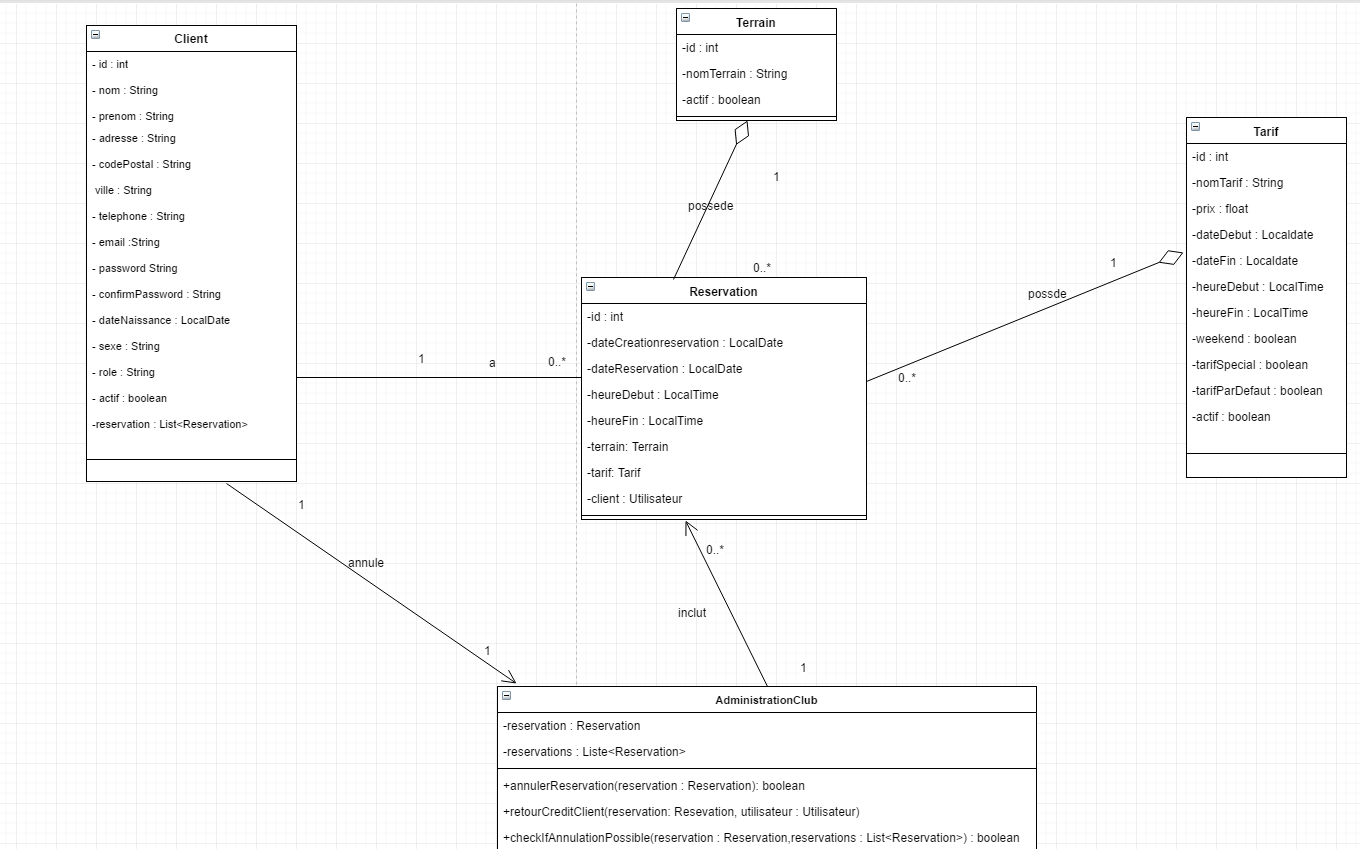 Client
- id : int
- nom : String
- prenom : String
- adresse : String
- codePostal : String
ville : String
- telephone : String
- email :String
- password String
- confirmPassword : String
- dateNaissance : LocalDate
- sexe : String
- role : String
- actif : boolean
-reservation : List<Reservation>
Terrain
-id : int
-nomTerrain : String
-actif : boolean
1
possede
0..*
Tarif
-id : int
-nomTarif : String
-prix : float
-dateDebut : Localdate
-dateFin : Localdate
-heureDebut : LocalTime
-heureFin : LocalTime
-weekend : boolean
-tarifSpecial : boolean
-tarifParDefaut : boolean
-actif : boolean
1
possde
0..*
Reservation
-id : int
-dateCreationreservation : LocalDate
-dateReservation : LocalDate
-heureDebut : LocalTime
-heureFin : LocalTime
-terrain: Terrain
-tarif: Tarif
-client : Utilisateur
1
a
0..*
1
annule
1
0..*
inclut
1
AdministrationClub
-reservation : Reservation
-reservations : Liste<Reservation>
+annulerReservation(reservation : Reservation): boolean
+retourCreditClient(reservation: Resevation, utilisateur : Utilisateur)
+checkIfAnnulationPossible(reservation : Reservation,reservations : List<Reservation>) : boolean